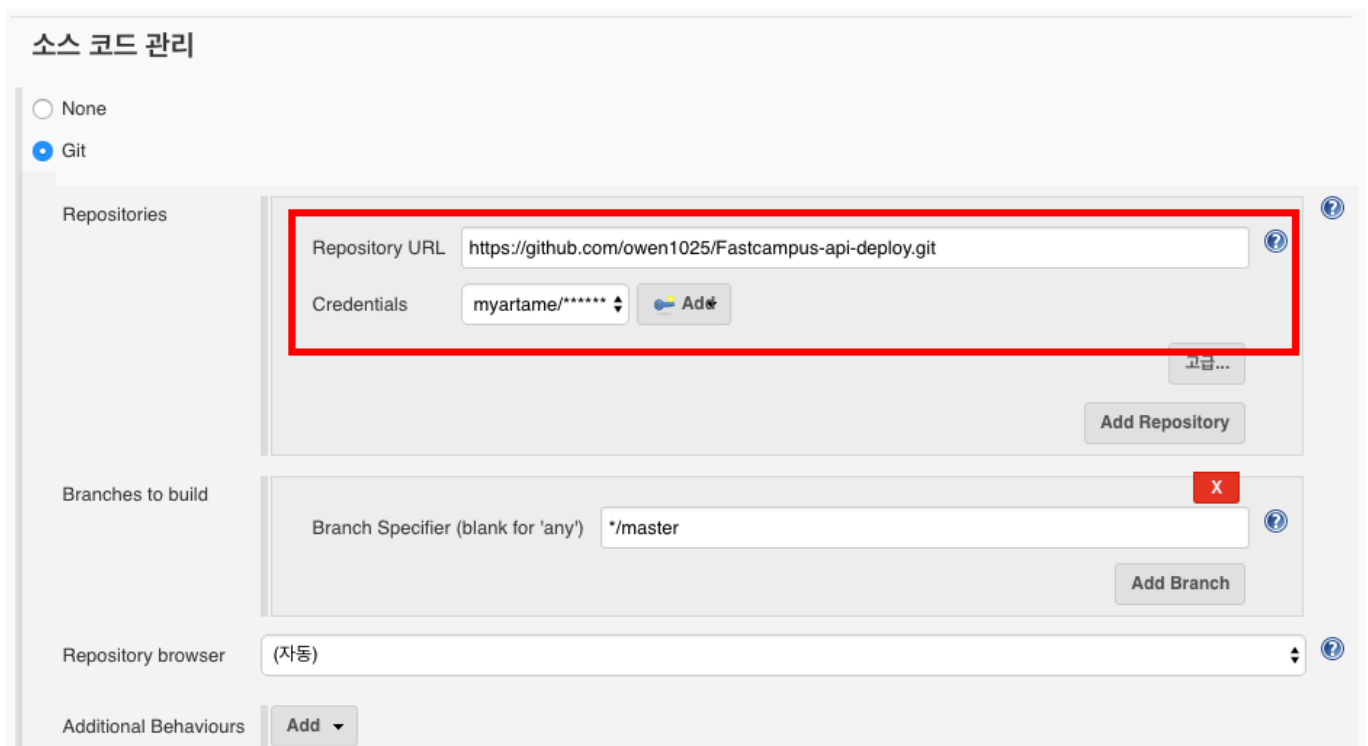 소스 코드 관리
None
Git
Repositories
Repository URL https://github.com/owen1025/Fastcampus-api-deploy.git
Credentials myartame/****** Add
고급...
Add Repository
Branches to build X
Branch Specifier (blank for 'any') */master
Add Branch
Repository browser (자동)
Additional Behaviours Add